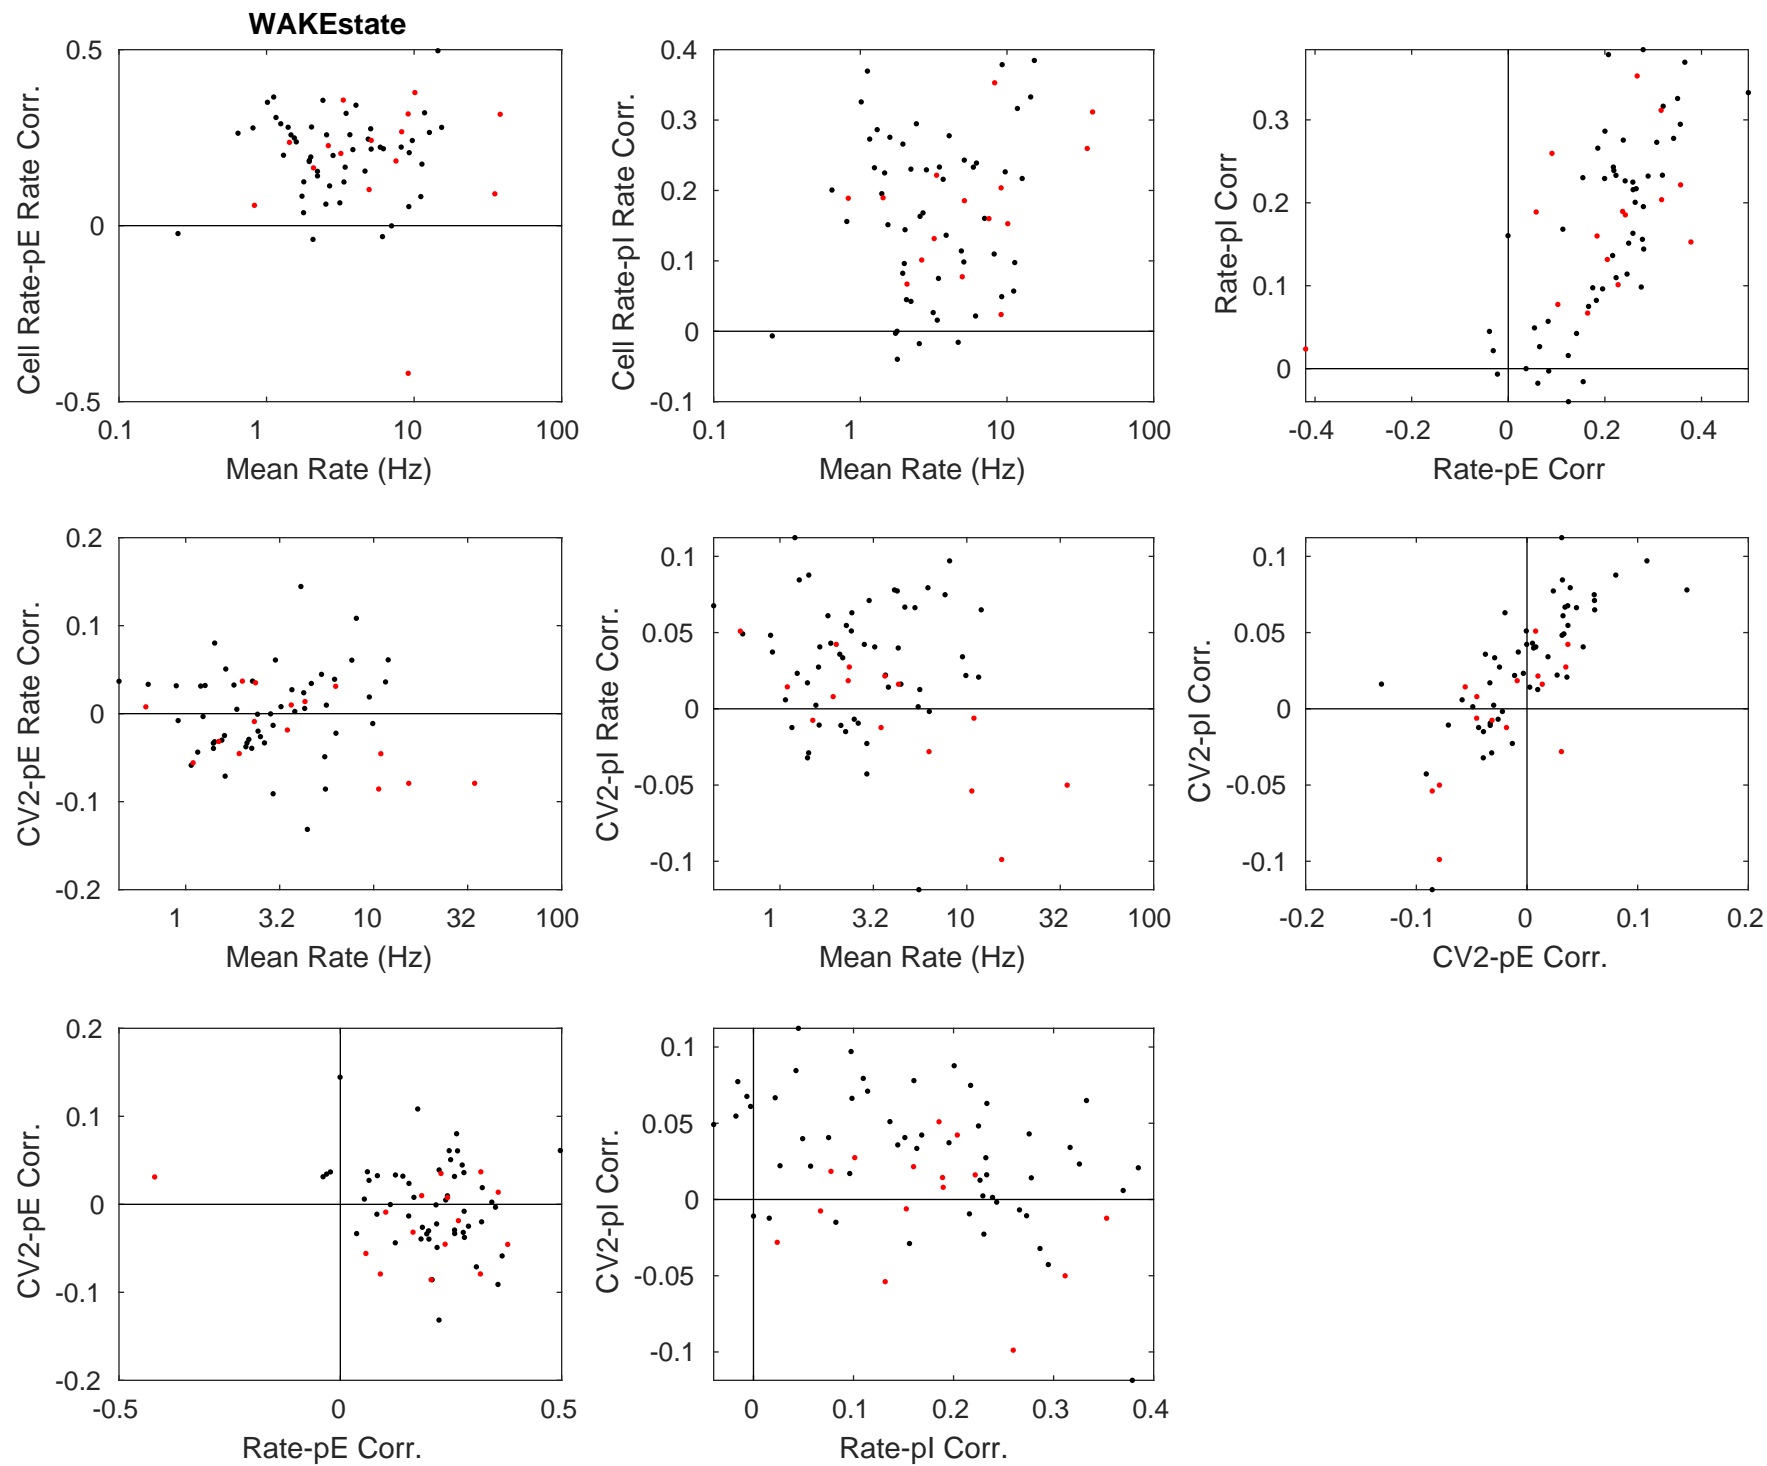 WAKEstate
0.5
0
-0.5
0.1 1 10 100
Mean Rate (Hz)
Cell Rate-pE Rate Corr.
0.4
0.3
0.2
0.1
0
-0.1
0.1 1 10 100
Mean Rate (Hz)
Cell Rate-pI Rate Corr.
0.3
0.2
0.1
0
-0.4 -0.2 0 0.2 0.4
Rate-pE Corr
Rate-pI Corr
0.2
0.1
0
-0.1
-0.2
1 3.2 10 32 100
Mean Rate (Hz)
CV2-pE Rate Corr.
0.1
0.05
0
-0.05
-0.1
1 3.2 10 32 100
Mean Rate (Hz)
CV2-pI Rate Corr.
0.1
0.05
0
-0.05
-0.1
-0.2 -0.1 0 0.1 0.2
CV2-pE Corr.
CV2-pI Corr.
0.2
0.1
0
-0.1
-0.2
-0.5 0 0.5
Rate-pE Corr.
CV2-pE Corr.
0.1
0.05
0
-0.05
-0.1
0 0.1 0.2 0.3 0.4
Rate-pI Corr.
CV2-pI Corr.